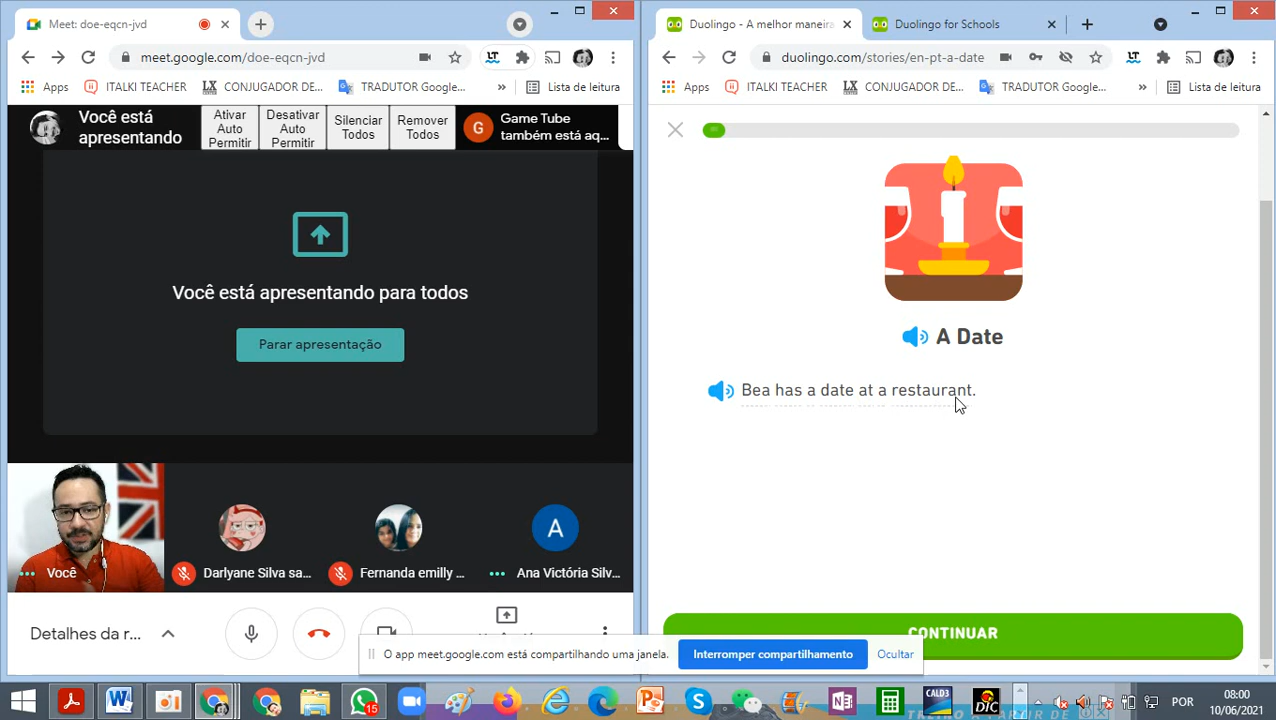 Meet: doe-eqcn-jvd
meet.google.com/doe-eqcn-jvd
Apps
ITALKI TEACHER
LX CONJUGADOR DE...
TRADUTOR Google...
»
Lista de leitura
Você está
apresentando
Ativar
Auto
Permitir
Desativar
Auto
Permitir
Silenciar
Todos
Remover
Todos
G
Game Tube
também está aq...
Você está apresentando para todos
Parar apresentação
Você
Darlyane Silva sa...
Fernanda emilly ...
A
Ana Victória Silv...
Detalhes da r...
Duolingo - A melhor maneira
Duolingo for Schools
duolingo.com/stories/en-pt-a-date
Apps
ITALKI TEACHER
LX CONJUGADOR DE...
TRADUTOR Google...
»
Lista de leitura
A Date
Bea has a date at a restaurant.
CONTINUAR
O app meet.google.com está compartilhando uma janela.
Interromper compartilhamento
Ocultar
15
CALD3
DIC
POR
08:00
10/06/2021